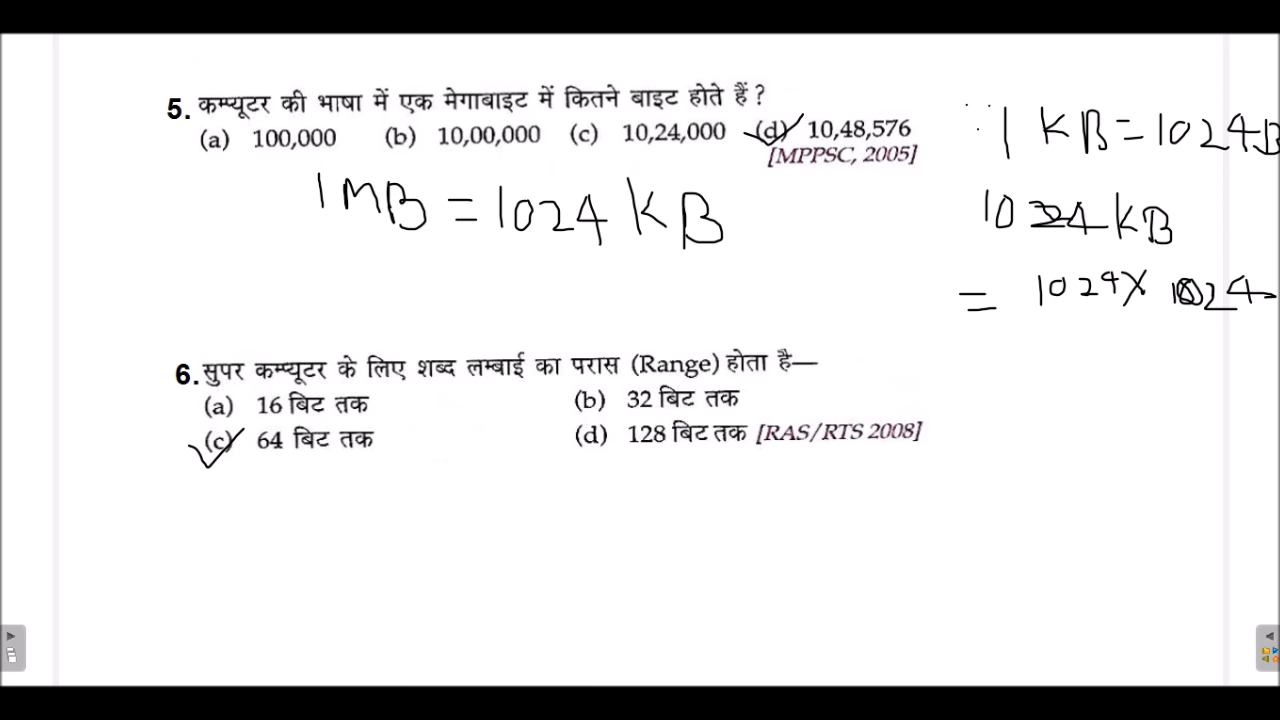 5. कम्प्यूटर की भाषा में एक मेगाबाइट में कितने बाइट होते हैं ?
(a) 100,000 (b) 10,00,000 (c) 10,24,000 (d) 10,48,576
[MPPSC, 2005]
1 KB = 1024B
1 MB = 1024 KB
1024 KB
= 1024 X 1024
6. सुपर कम्प्यूटर के लिए शब्द लम्बाई का परास (Range) होता है—
(a) 16 बिट तक (b) 32 बिट तक
(c) 64 बिट तक (d) 128 बिट तक [RAS/RTS 2008]